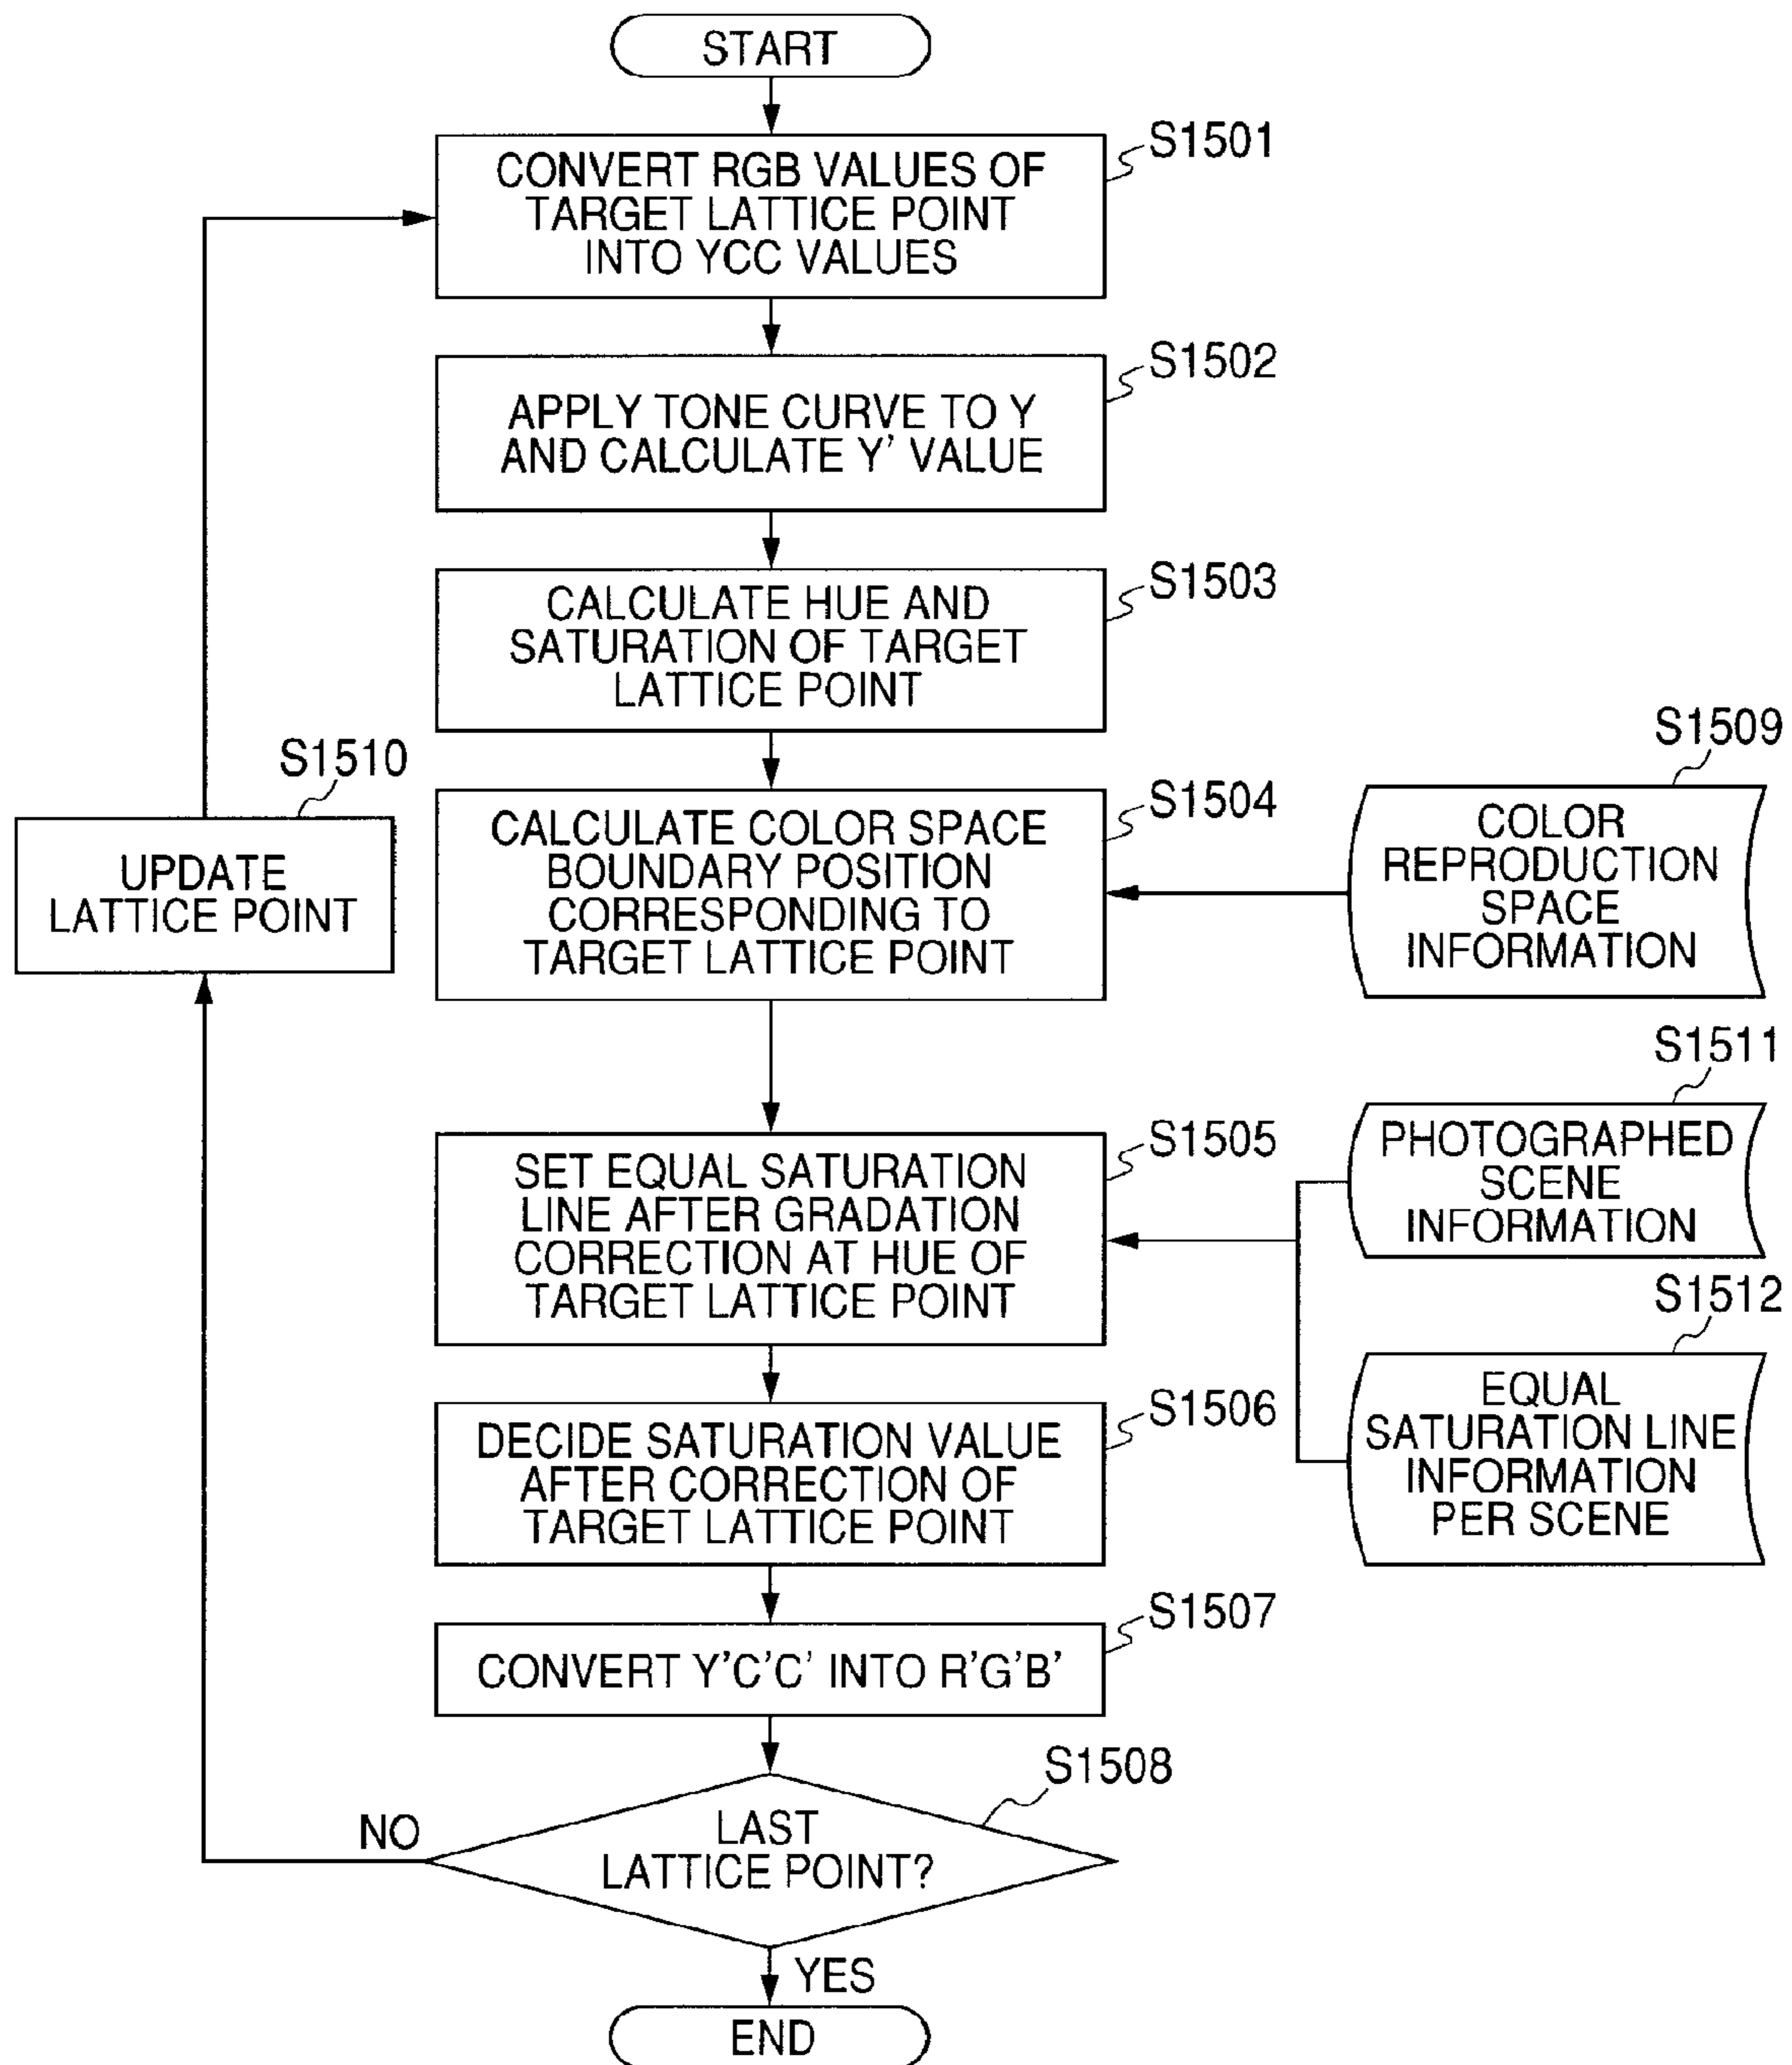 START
S1501
CONVERT RGB VALUES OF
TARGET LATTICE POINT
INTO YCC VALUES
S1502
APPLY TONE CURVE TO Y
AND CALCULATE Y' VALUE
S1503
CALCULATE HUE AND
SATURATION OF TARGET
LATTICE POINT
S1510
UPDATE
LATTICE POINT
S1504
CALCULATE COLOR SPACE
BOUNDARY POSITION
CORRESPONDING TO
TARGET LATTICE POINT
S1509
COLOR
REPRODUCTION
SPACE
INFORMATION
S1505
SET EQUAL SATURATION
LINE AFTER GRADATION
CORRECTION AT HUE OF
TARGET LATTICE POINT
S1511
PHOTOGRAPHED
SCENE
INFORMATION
S1512
EQUAL
SATURATION LINE
INFORMATION
PER SCENE
S1506
DECIDE SATURATION VALUE
AFTER CORRECTION OF
TARGET LATTICE POINT
S1507
CONVERT Y'C'C' INTO R'G'B'
S1508
LAST
LATTICE POINT?
NO
YES
END